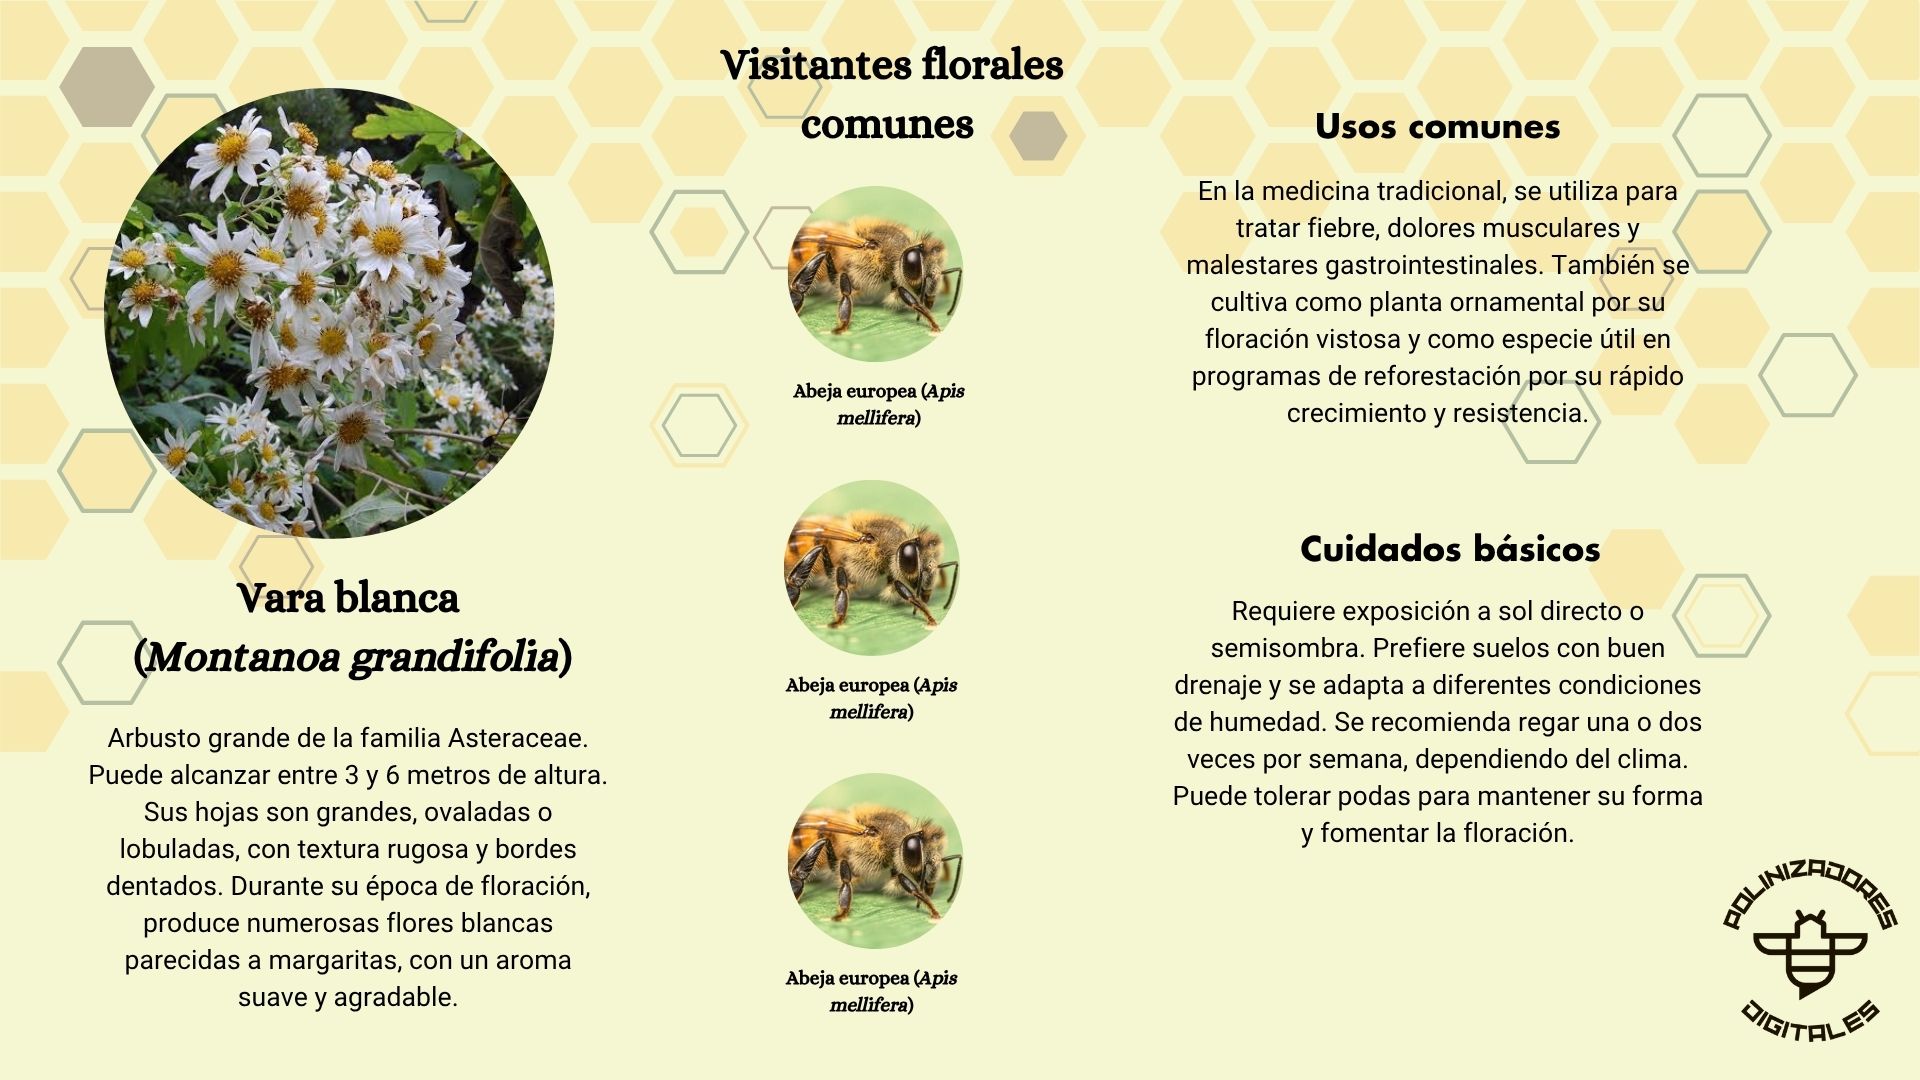 Vara blanca
(Montanoa grandifolia)
Arbusto grande de la familia Asteraceae.
Puede alcanzar entre 3 y 6 metros de altura.
Sus hojas son grandes, ovaladas o
lobuladas, con textura rugosa y bordes
dentados. Durante su época de floración,
produce numerosas flores blancas
parecidas a margaritas, con un aroma
suave y agradable.
Visitantes florales
comunes
Abeja europea (Apis
mellifera)
Abeja europea (Apis
mellifera)
Abeja europea (Apis
mellifera)
Usos comunes
En la medicina tradicional, se utiliza para
tratar fiebre, dolores musculares y
malestares gastrointestinales. También se
cultiva como planta ornamental por su
floración vistosa y como especie útil en
programas de reforestación por su rápido
crecimiento y resistencia.
Cuidados básicos
Requiere exposición a sol directo o
semisombra. Prefiere suelos con buen
drenaje y se adapta a diferentes condiciones
de humedad. Se recomienda regar una o dos
veces por semana, dependiendo del clima.
Puede tolerar podas para mantener su forma
y fomentar la floración.
POLINIZADORES
DIGITALES